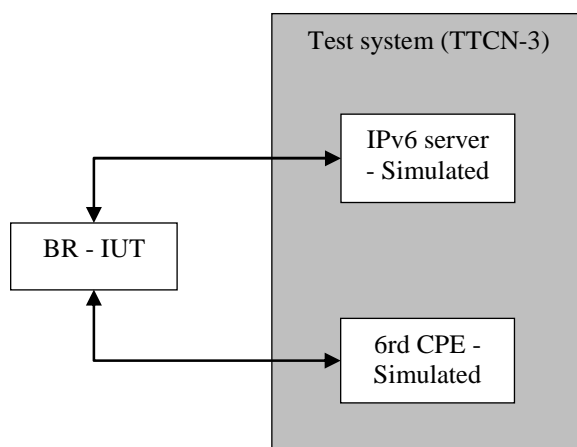 Test system (TTCN-3)
IPv6 server
- Simulated
BR - IUT
6rd CPE -
Simulated